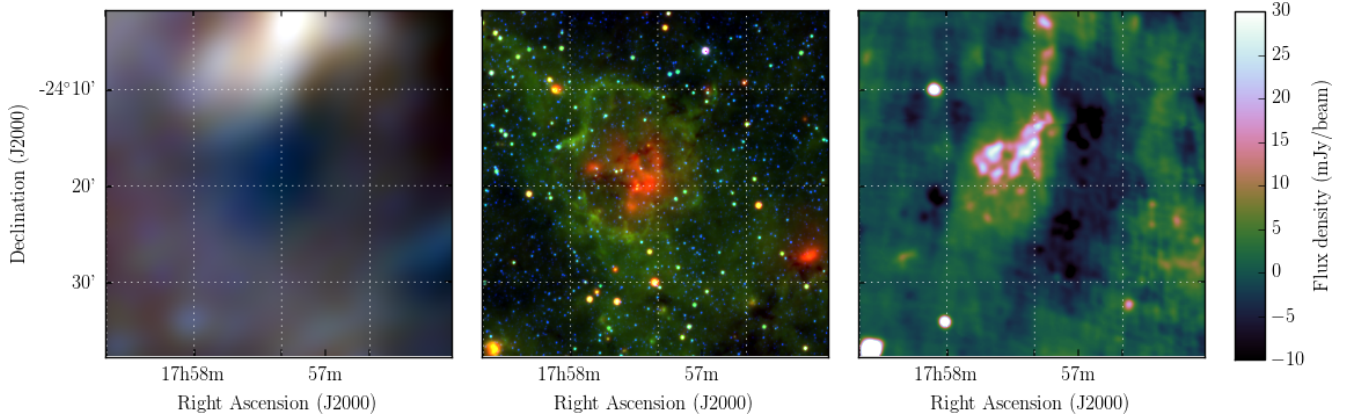 Declination (J2000)
-24°10'
20'
30'
17h58m
57m
Right Ascension (J2000)
17h58m
57m
Right Ascension (J2000)
17h58m
57m
Right Ascension (J2000)
30
25
20
15
10
5
0
−5
−10
Flux density (mJy/beam)